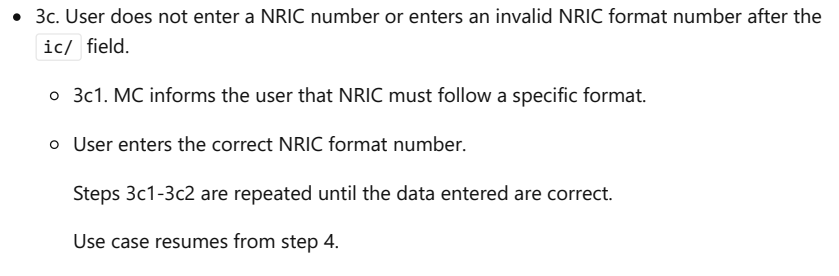 3c. User does not enter a NRIC number or enters an invalid NRIC format number after the
ic/ field.
3c1. MC informs the user that NRIC must follow a specific format.
User enters the correct NRIC format number.
Steps 3c1-3c2 are repeated until the data entered are correct.
Use case resumes from step 4.